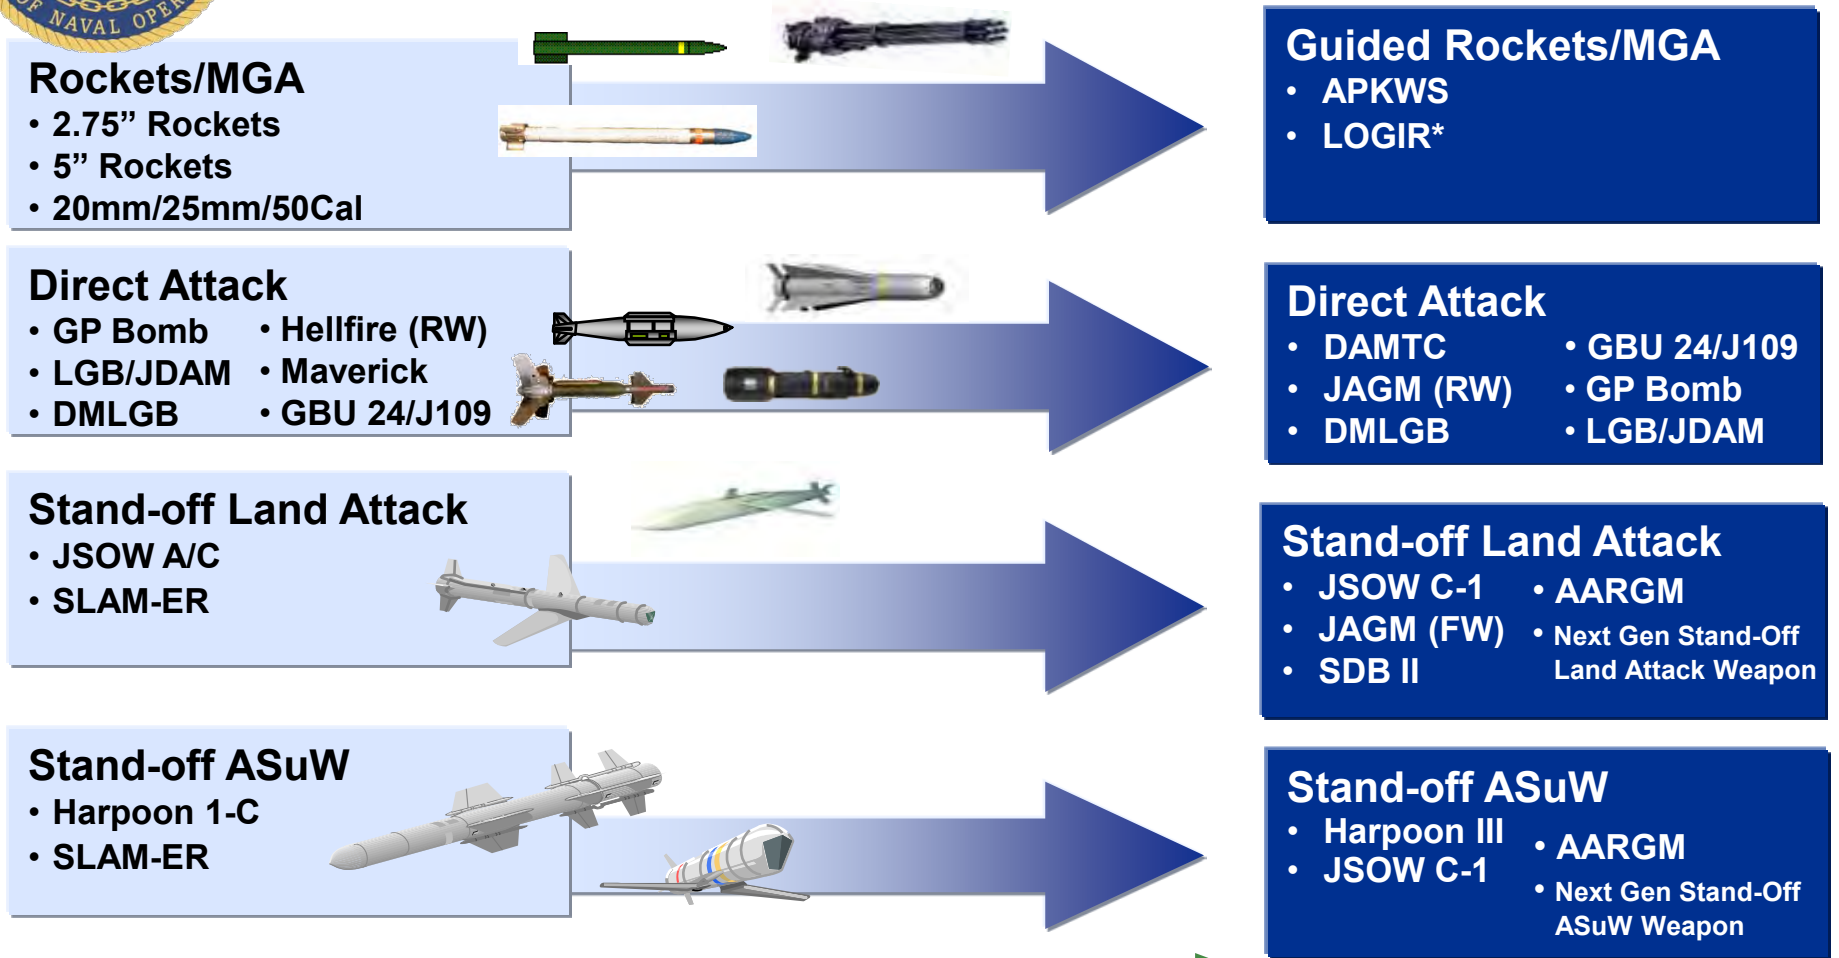 OF NAVAL OPER
Rockets/MGA
• 2.75” Rockets
• 5” Rockets
• 20mm/25mm/50Cal
Guided Rockets/MGA
• APKWS
• LOGIR*
Direct Attack
• GP Bomb • Hellfire (RW)
• LGB/JDAM • Maverick
• DMLGB • GBU 24/J109
Direct Attack
• DAMTC • GBU 24/J109
• JAGM (RW) • GP Bomb
• DMLGB • LGB/JDAM
Stand-off Land Attack
• JSOW A/C
• SLAM-ER
Stand-off Land Attack
• JSOW C-1 • AARGM
• JAGM (FW) • Next Gen Stand-Off
• SDB II Land Attack Weapon
Stand-off ASuW
• Harpoon 1-C
• SLAM-ER
Stand-off ASuW
• Harpoon III • AARGM
• JSOW C-1
• Next Gen Stand-Off
ASuW Weapon